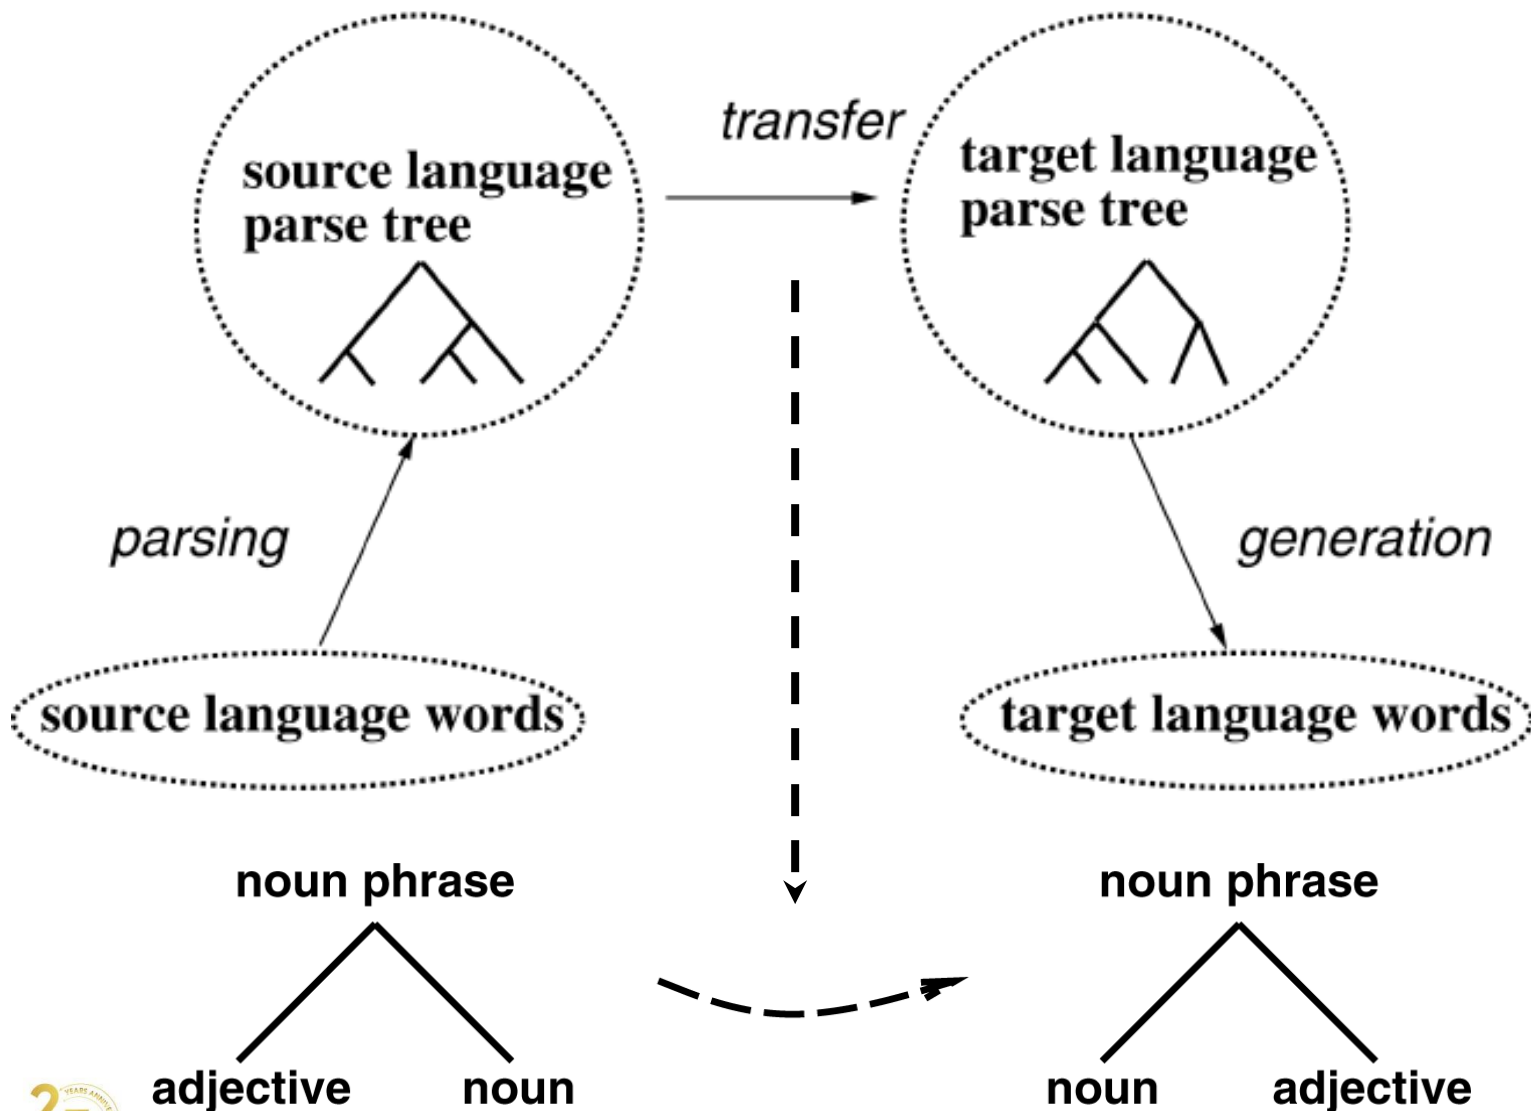 transfer
source language
parse tree
target language
parse tree
parsing
generation
source language words
target language words
noun phrase
noun phrase
adjective
noun
noun
adjective